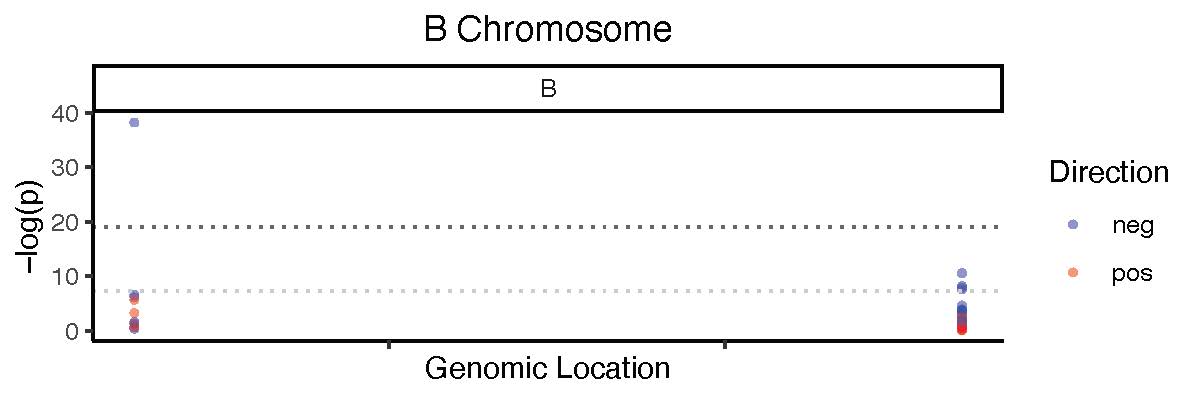 B Chromosome
B
40
30
20
10
0
−log(p)
Genomic Location
Direction
neg
pos